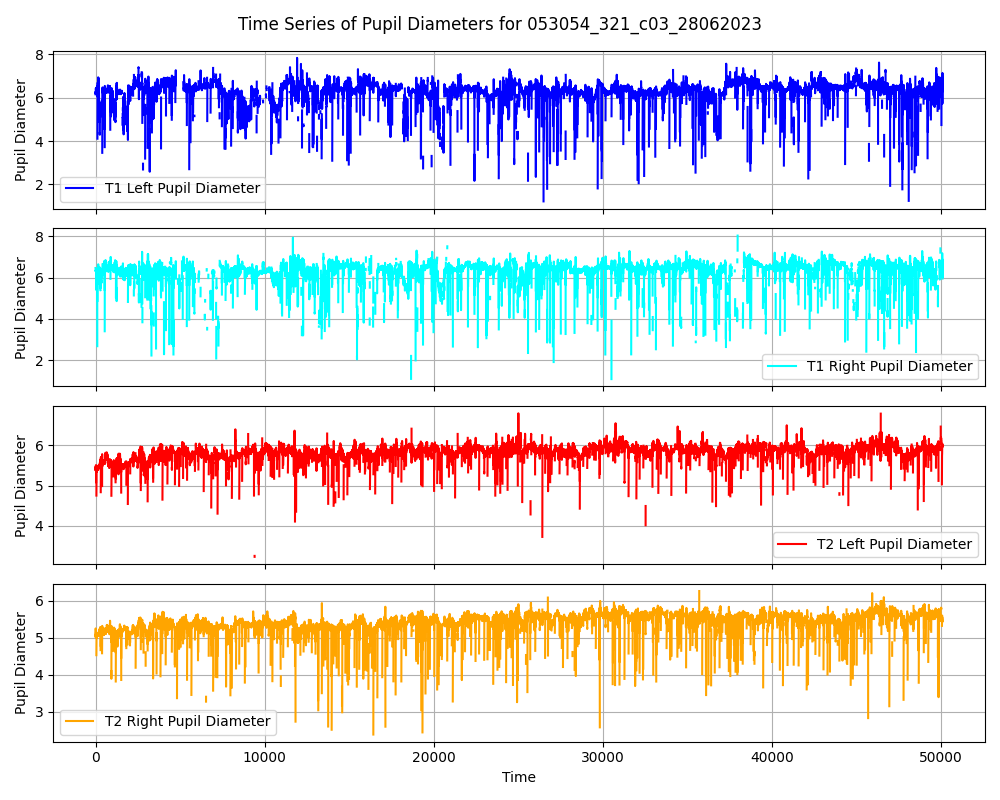 Time Series of Pupil Diameters for 053054_321_c03_28062023
8
6
4
2
Pupil Diameter
T1 Left Pupil Diameter
8
6
4
2
Pupil Diameter
T1 Right Pupil Diameter
6
5
4
Pupil Diameter
T2 Left Pupil Diameter
6
5
4
3
Pupil Diameter
T2 Right Pupil Diameter
0 10000 20000 30000 40000 50000
Time